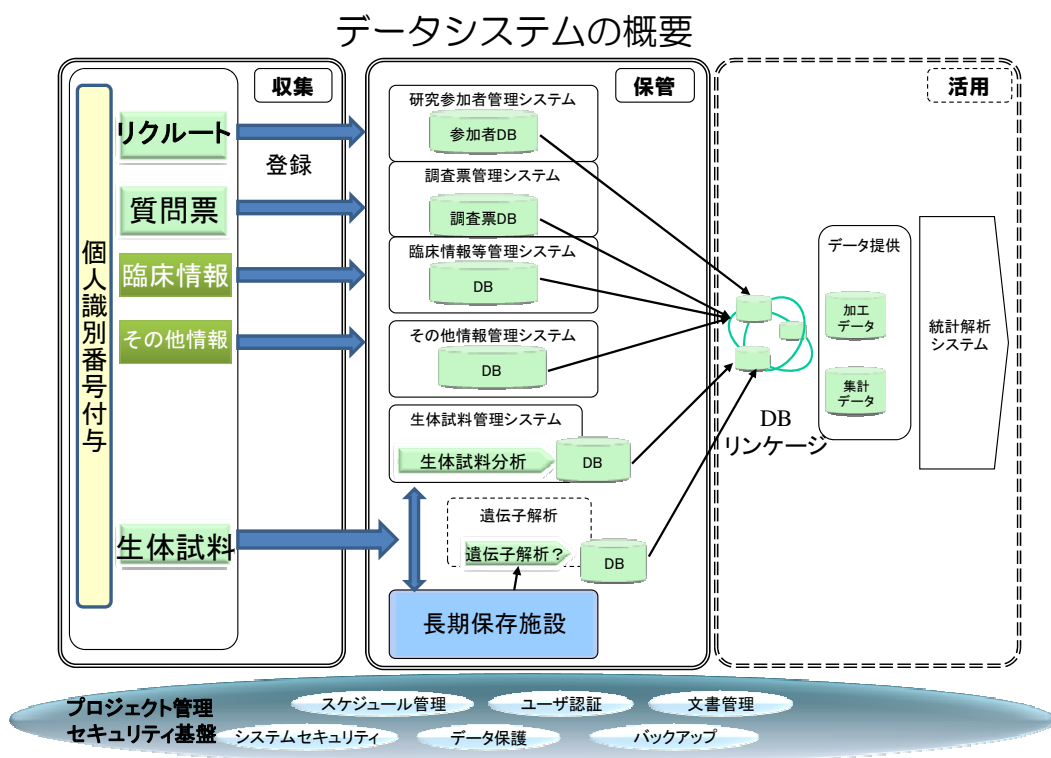 データシステムの概要
収集
個人識別番号付与
リクルート
登録
質問票
臨床情報
その他情報
生体試料
保管
研究参加者管理システム
参加者DB
調査票管理システム
調査票DB
臨床情報等管理システム
DB
その他情報管理システム
DB
生体試料管理システム
生体試料分析
DB
遺伝子解析
遺伝子解析？
DB
長期保存施設
活用
DB
リンケージ
データ提供
加工
データ
集計
データ
統計解析
システム
プロジェクト管理
セキュリティ基盤
スケジュール管理
ユーザ認証
文書管理
システムセキュリティ
データ保護
バックアップ